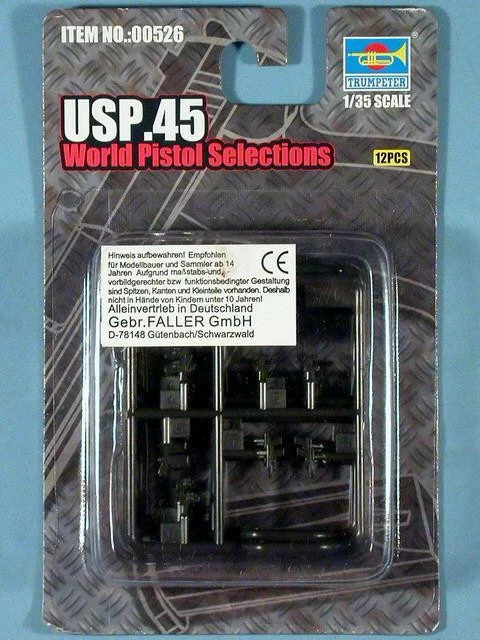 ITEM NO.:00526
®
TRUMPETER
1/35 SCALE
USP.45
World Pistol Selections
12PCS
Hinweis aufbewahren! Empfohlen
für Modellbauer und Sammler ab 14
Jahren Aufgrund maßstabs-und
vorbildgerechter bzw funktionsbedingter Gestaltung
sind Spitzen, Kanten und Kleinteile vorhanden. Deshalb
nicht in Hände von Kindern unter 10 Jahren!
CE
Alleinvertrieb in Deutschland
Gebr.FALLER GmbH
D-78148 Gütenbach/Schwarzwald